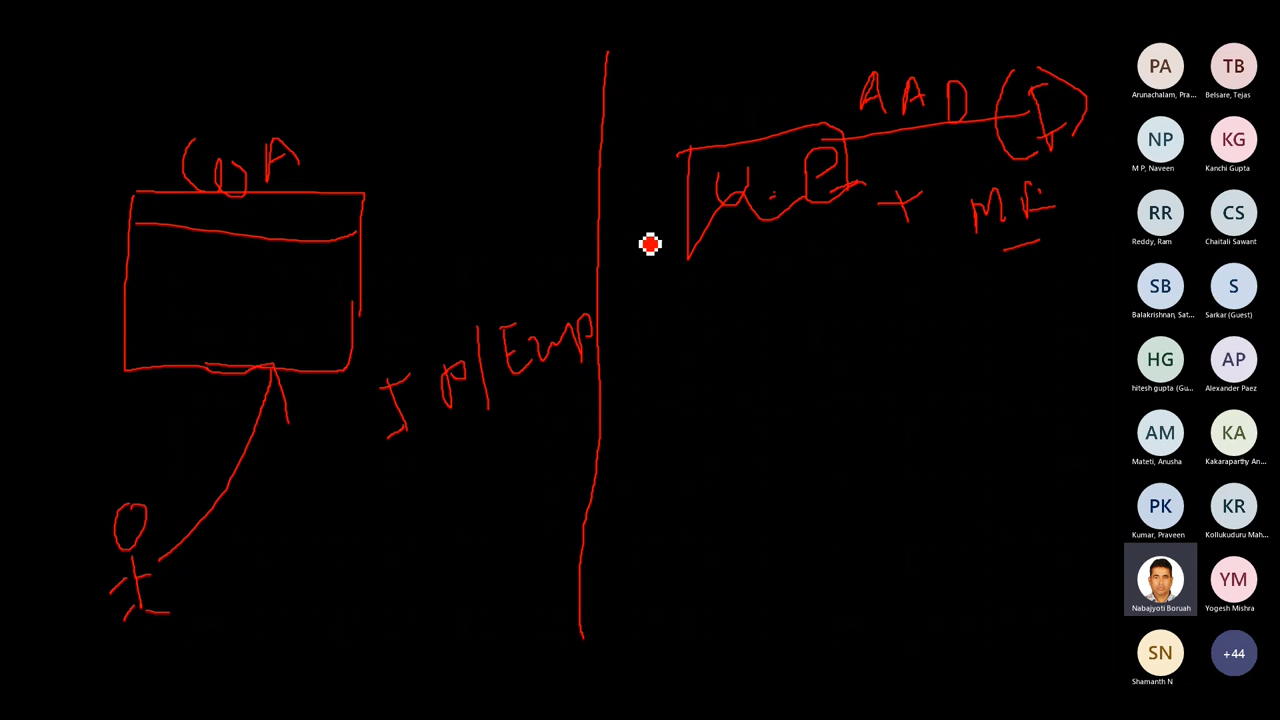 AAD
+ ME
IP/Emp
PA
TB
Arunachalam, Pra...
Belsare, Tejas
NP
KG
M P, Naveen
Kanchi Gupta
RR
CS
Reddy, Ram
Chaitali Sawant
SB
S
Balakrishnan, Sat...
Sarkar (Guest)
HG
AP
hitesh gupta (Gu...
Alexander Paez
AM
KA
Mateti, Anusha
Kakaraparthy An...
PK
KR
Kumar, Praveen
Kollukuduru Mah...
YM
Nabajyoti Boruah
Yogesh Mishra
SN
+44
Shamanth N